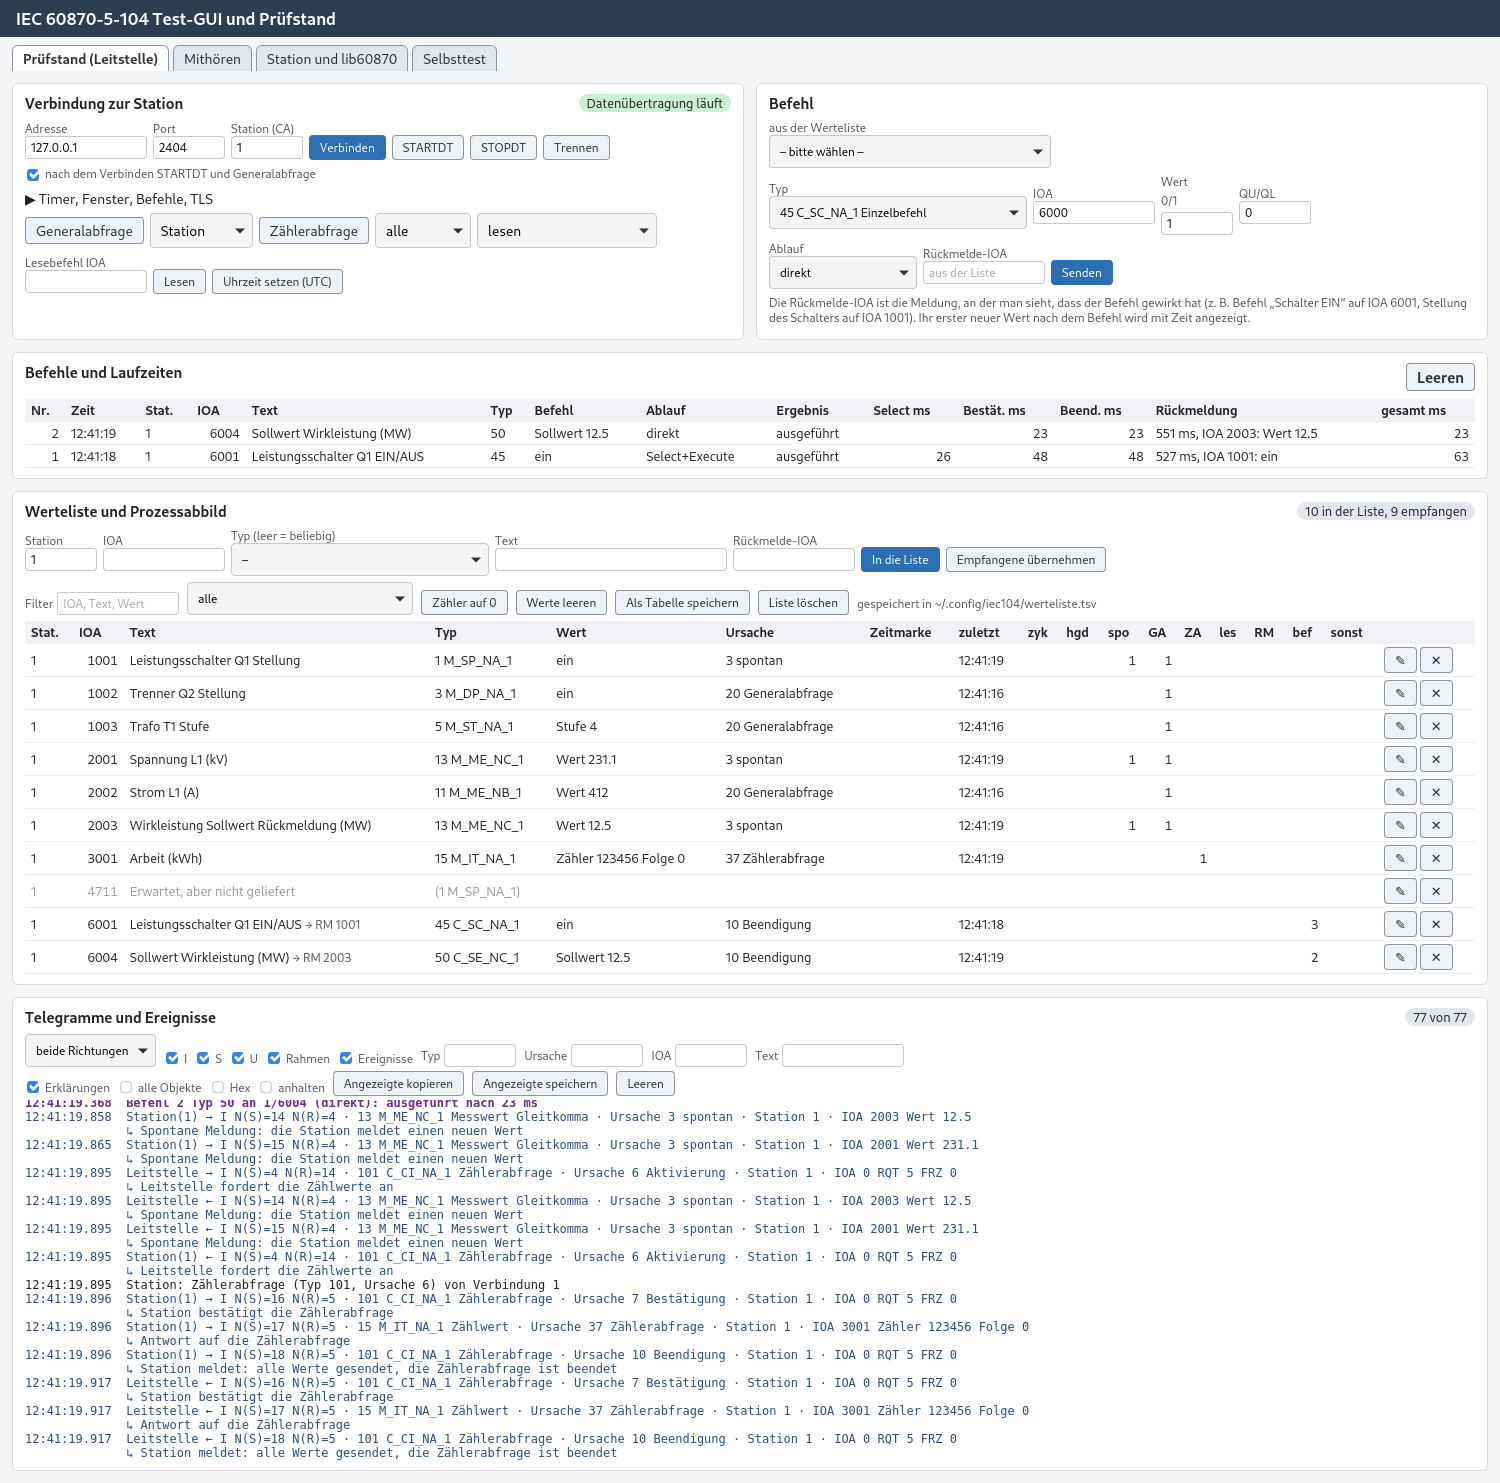 IEC 60870-5-104 Test-GUI und Prüfstand
Prüfstand (Leitstelle) Mithören Station und lib60870 Selbsttest
Verbindung zur Station Datenübertragung läuft
Adresse Port Station (CA)
127.0.0.1 2404 1 Verbinden STARTDT STOPDT Trennen
nach dem Verbinden STARTDT und Generalabfrage
▶ Timer, Fenster, Befehle, TLS
Generalabfrage Station Zählerabfrage alle lesen
Lesebefehl IOA
Lesen Uhrzeit setzen (UTC)
Befehl
aus der Werteliste
– bitte wählen –
Typ IOA Wert 0/1 QU/QL
45 C_SC_NA_1 Einzelbefehl 6000 1 0
Ablauf Rückmelde-IOA
direkt aus der Liste Senden
Die Rückmelde-IOA ist die Meldung, an der man sieht, dass der Befehl gewirkt hat (z. B. Befehl „Schalter EIN“ auf IOA 6001, Stellung
des Schalters auf IOA 1001). Ihr erster neuer Wert nach dem Befehl wird mit Zeit angezeigt.
Befehle und Laufzeiten Leeren
Nr. Zeit Stat. IOA Text Typ Befehl Ablauf Ergebnis Select ms Bestät. ms Beend. ms Rückmeldung gesamt ms
2 12:41:19 1 6004 Sollwert Wirkleistung (MW) 50 Sollwert 12.5 direkt ausgeführt 23 23 551 ms, IOA 2003: Wert 12.5 23
1 12:41:18 1 6001 Leistungsschalter Q1 EIN/AUS 45 ein Select+Execute ausgeführt 26 48 48 527 ms, IOA 1001: ein 63
Werteliste und Prozessabbild 10 in der Liste, 9 empfangen
Station IOA Typ (leer = beliebig) Text Rückmelde-IOA
1 – In die Liste Empfangene übernehmen
Filter IOA, Text, Wert alle Zähler auf 0 Werte leeren Als Tabelle speichern Liste löschen gespeichert in ~/.config/iec104/werteliste.tsv
Stat. IOA Text Typ Wert Ursache Zeitmarke zuletzt zyk hgd spo GA ZA les RM bef sonst
1 1001 Leistungsschalter Q1 Stellung 1 M_SP_NA_1 ein 3 spontan 12:41:19 1 1 ✎ ✕
1 1002 Trenner Q2 Stellung 3 M_DP_NA_1 ein 20 Generalabfrage 12:41:16 1 ✎ ✕
1 1003 Trafo T1 Stufe 5 M_ST_NA_1 Stufe 4 20 Generalabfrage 12:41:16 1 ✎ ✕
1 2001 Spannung L1 (kV) 13 M_ME_NC_1 Wert 231.1 3 spontan 12:41:19 1 1 ✎ ✕
1 2002 Strom L1 (A) 11 M_ME_NB_1 Wert 412 20 Generalabfrage 12:41:16 1 ✎ ✕
1 2003 Wirkleistung Sollwert Rückmeldung (MW) 13 M_ME_NC_1 Wert 12.5 3 spontan 12:41:19 1 1 ✎ ✕
1 3001 Arbeit (kWh) 15 M_IT_NA_1 Zähler 123456 Folge 0 37 Zählerabfrage 12:41:19 1 ✎ ✕
1 4711 Erwartet, aber nicht geliefert (1 M_SP_NA_1) ✎ ✕
1 6001 Leistungsschalter Q1 EIN/AUS → RM 1001 45 C_SC_NA_1 ein 10 Beendigung 12:41:18 3 ✎ ✕
1 6004 Sollwert Wirkleistung (MW) → RM 2003 50 C_SE_NC_1 Sollwert 12.5 10 Beendigung 12:41:19 2 ✎ ✕
Telegramme und Ereignisse 77 von 77
beide Richtungen I S U Rahmen Ereignisse Typ Ursache IOA Text
Erklärungen alle Objekte Hex anhalten Angezeigte kopieren Angezeigte speichern Leeren
12:41:19.368 Befehl 2 Typ 50 an 1/6004 (direkt): ausgeführt nach 23 ms
12:41:19.858 Station(1) → I N(S)=14 N(R)=4 · 13 M_ME_NC_1 Messwert Gleitkomma · Ursache 3 spontan · Station 1 · IOA 2003 Wert 12.5
↳ Spontane Meldung: die Station meldet einen neuen Wert
12:41:19.865 Station(1) → I N(S)=15 N(R)=4 · 13 M_ME_NC_1 Messwert Gleitkomma · Ursache 3 spontan · Station 1 · IOA 2001 Wert 231.1
↳ Spontane Meldung: die Station meldet einen neuen Wert
12:41:19.895 Leitstelle → I N(S)=4 N(R)=14 · 101 C_CI_NA_1 Zählerabfrage · Ursache 6 Aktivierung · Station 1 · IOA 0 RQT 5 FRZ 0
↳ Leitstelle fordert die Zählwerte an
12:41:19.895 Leitstelle ← I N(S)=14 N(R)=4 · 13 M_ME_NC_1 Messwert Gleitkomma · Ursache 3 spontan · Station 1 · IOA 2003 Wert 12.5
↳ Spontane Meldung: die Station meldet einen neuen Wert
12:41:19.895 Leitstelle ← I N(S)=15 N(R)=4 · 13 M_ME_NC_1 Messwert Gleitkomma · Ursache 3 spontan · Station 1 · IOA 2001 Wert 231.1
↳ Spontane Meldung: die Station meldet einen neuen Wert
12:41:19.895 Station(1) ← I N(S)=4 N(R)=14 · 101 C_CI_NA_1 Zählerabfrage · Ursache 6 Aktivierung · Station 1 · IOA 0 RQT 5 FRZ 0
↳ Leitstelle fordert die Zählwerte an
12:41:19.895 Station: Zählerabfrage (Typ 101, Ursache 6) von Verbindung 1
12:41:19.896 Station(1) → I N(S)=16 N(R)=5 · 101 C_CI_NA_1 Zählerabfrage · Ursache 7 Bestätigung · Station 1 · IOA 0 RQT 5 FRZ 0
↳ Station bestätigt die Zählerabfrage
12:41:19.896 Station(1) → I N(S)=17 N(R)=5 · 15 M_IT_NA_1 Zählwert · Ursache 37 Zählerabfrage · Station 1 · IOA 3001 Zähler 123456 Folge 0
↳ Antwort auf die Zählerabfrage
12:41:19.896 Station(1) → I N(S)=18 N(R)=5 · 101 C_CI_NA_1 Zählerabfrage · Ursache 10 Beendigung · Station 1 · IOA 0 RQT 5 FRZ 0
↳ Station meldet: alle Werte gesendet, die Zählerabfrage ist beendet
12:41:19.917 Leitstelle ← I N(S)=16 N(R)=5 · 101 C_CI_NA_1 Zählerabfrage · Ursache 7 Bestätigung · Station 1 · IOA 0 RQT 5 FRZ 0
↳ Station bestätigt die Zählerabfrage
12:41:19.917 Leitstelle ← I N(S)=17 N(R)=5 · 15 M_IT_NA_1 Zählwert · Ursache 37 Zählerabfrage · Station 1 · IOA 3001 Zähler 123456 Folge 0
↳ Antwort auf die Zählerabfrage
12:41:19.917 Leitstelle ← I N(S)=18 N(R)=5 · 101 C_CI_NA_1 Zählerabfrage · Ursache 10 Beendigung · Station 1 · IOA 0 RQT 5 FRZ 0
↳ Station meldet: alle Werte gesendet, die Zählerabfrage ist beendet